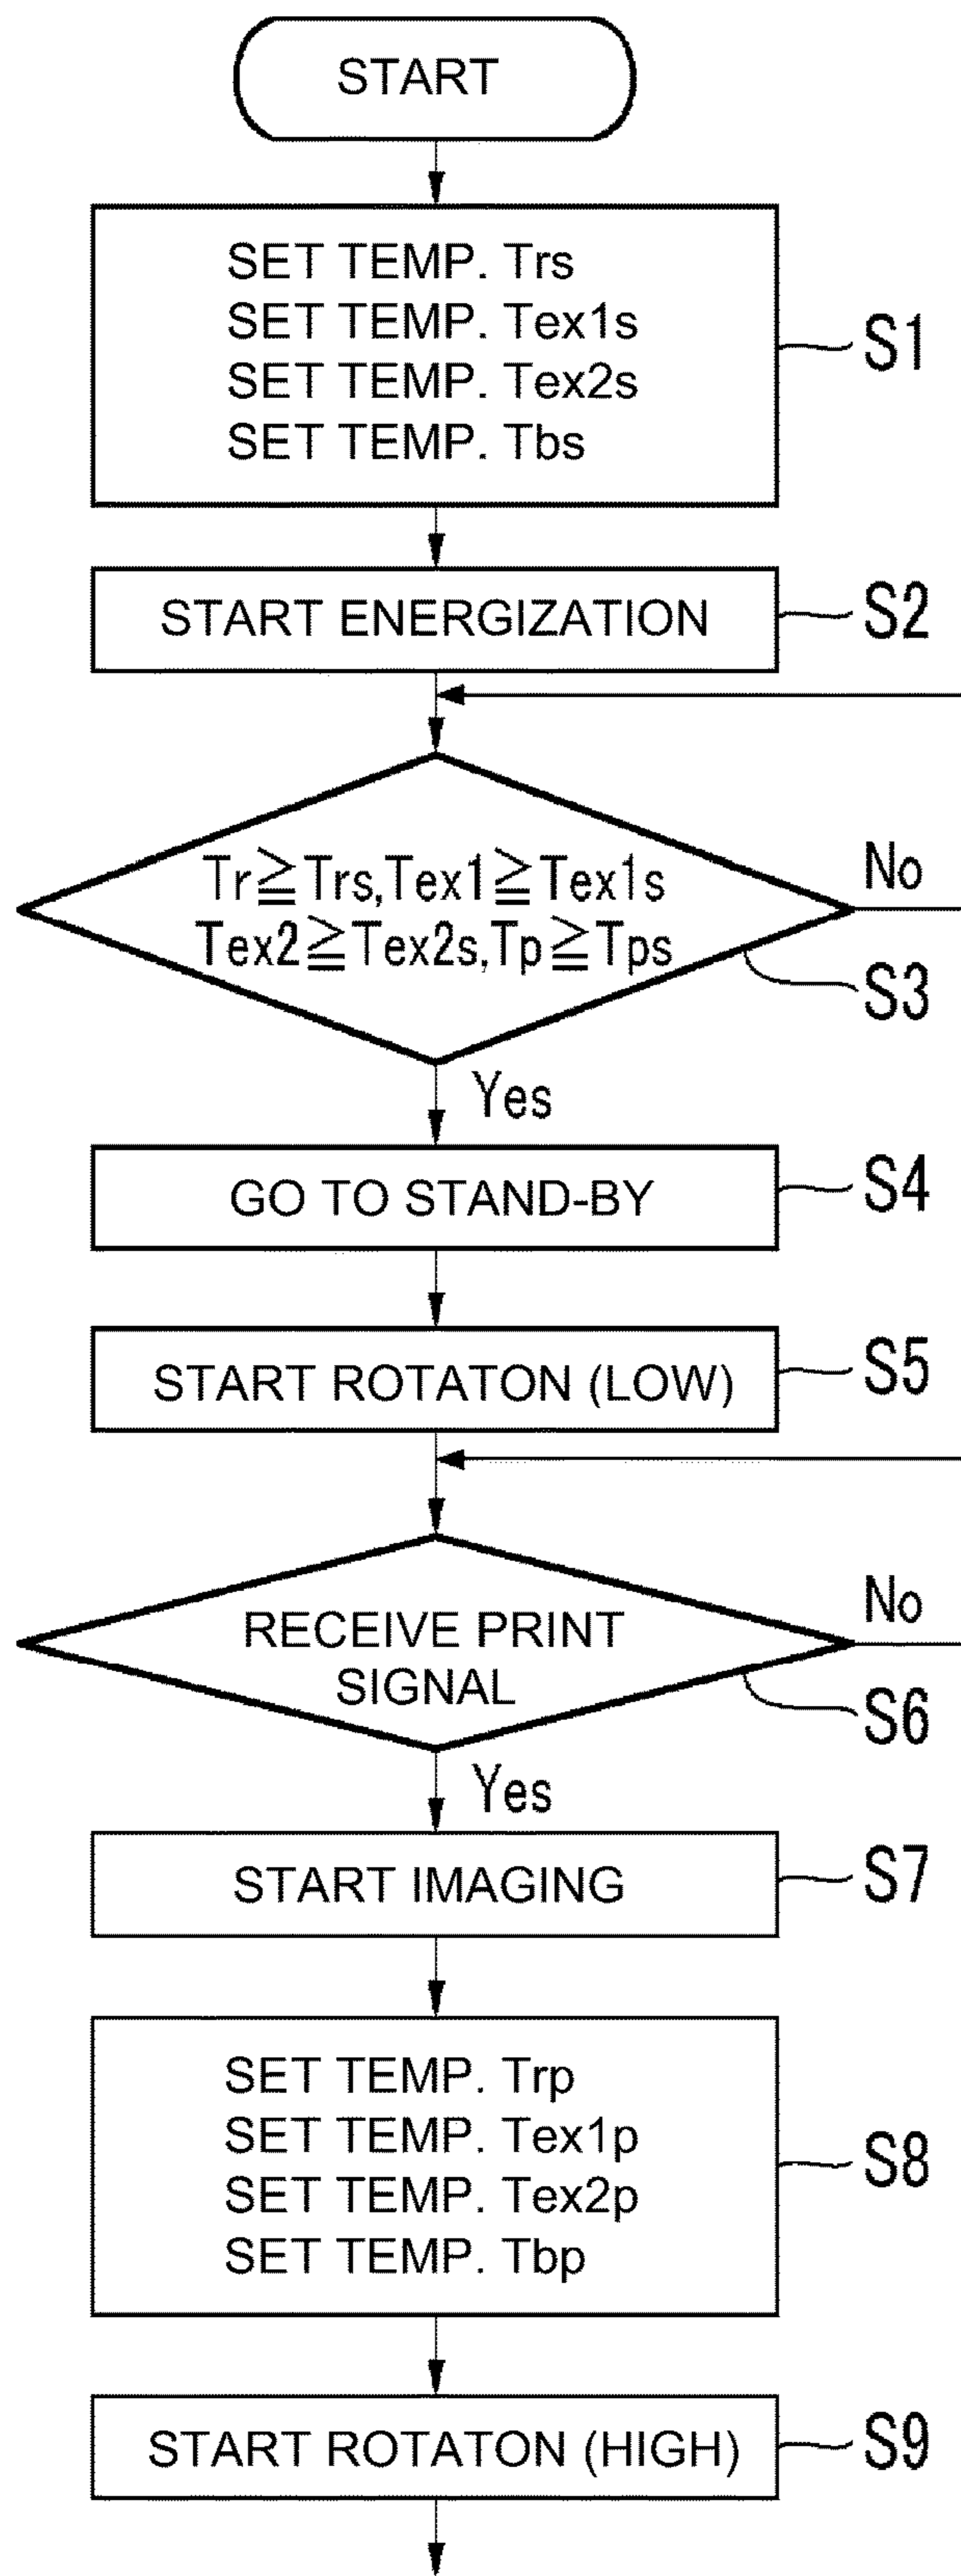 START
SET TEMP. Trs
SET TEMP. Tex1s
SET TEMP. Tex2s
SET TEMP. Tbs
S1
START ENERGIZATION
S2
Tr≧Trs,Tex1≧Tex1s
Tex2≧Tex2s,Tp≧Tps
No
S3
Yes
GO TO STAND-BY
S4
START ROTATON (LOW)
S5
RECEIVE PRINT
SIGNAL
No
S6
Yes
START IMAGING
S7
SET TEMP. Trp
SET TEMP. Tex1p
SET TEMP. Tex2p
SET TEMP. Tbp
S8
START ROTATON (HIGH)
S9